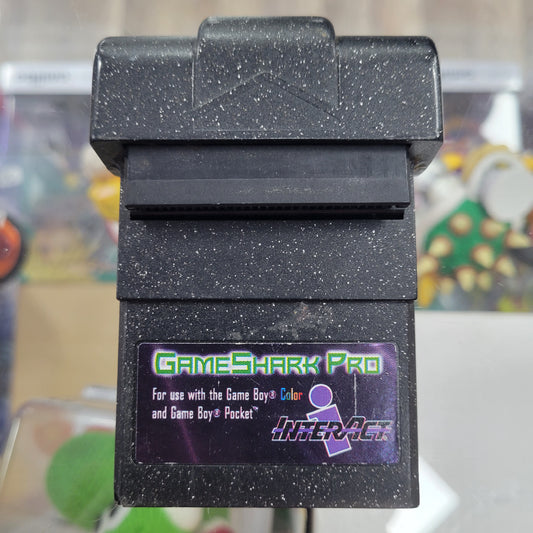 GAMESHARK PRO
For use with the Game Boy® Color
and Game Boy® Pocket™
INTERACT